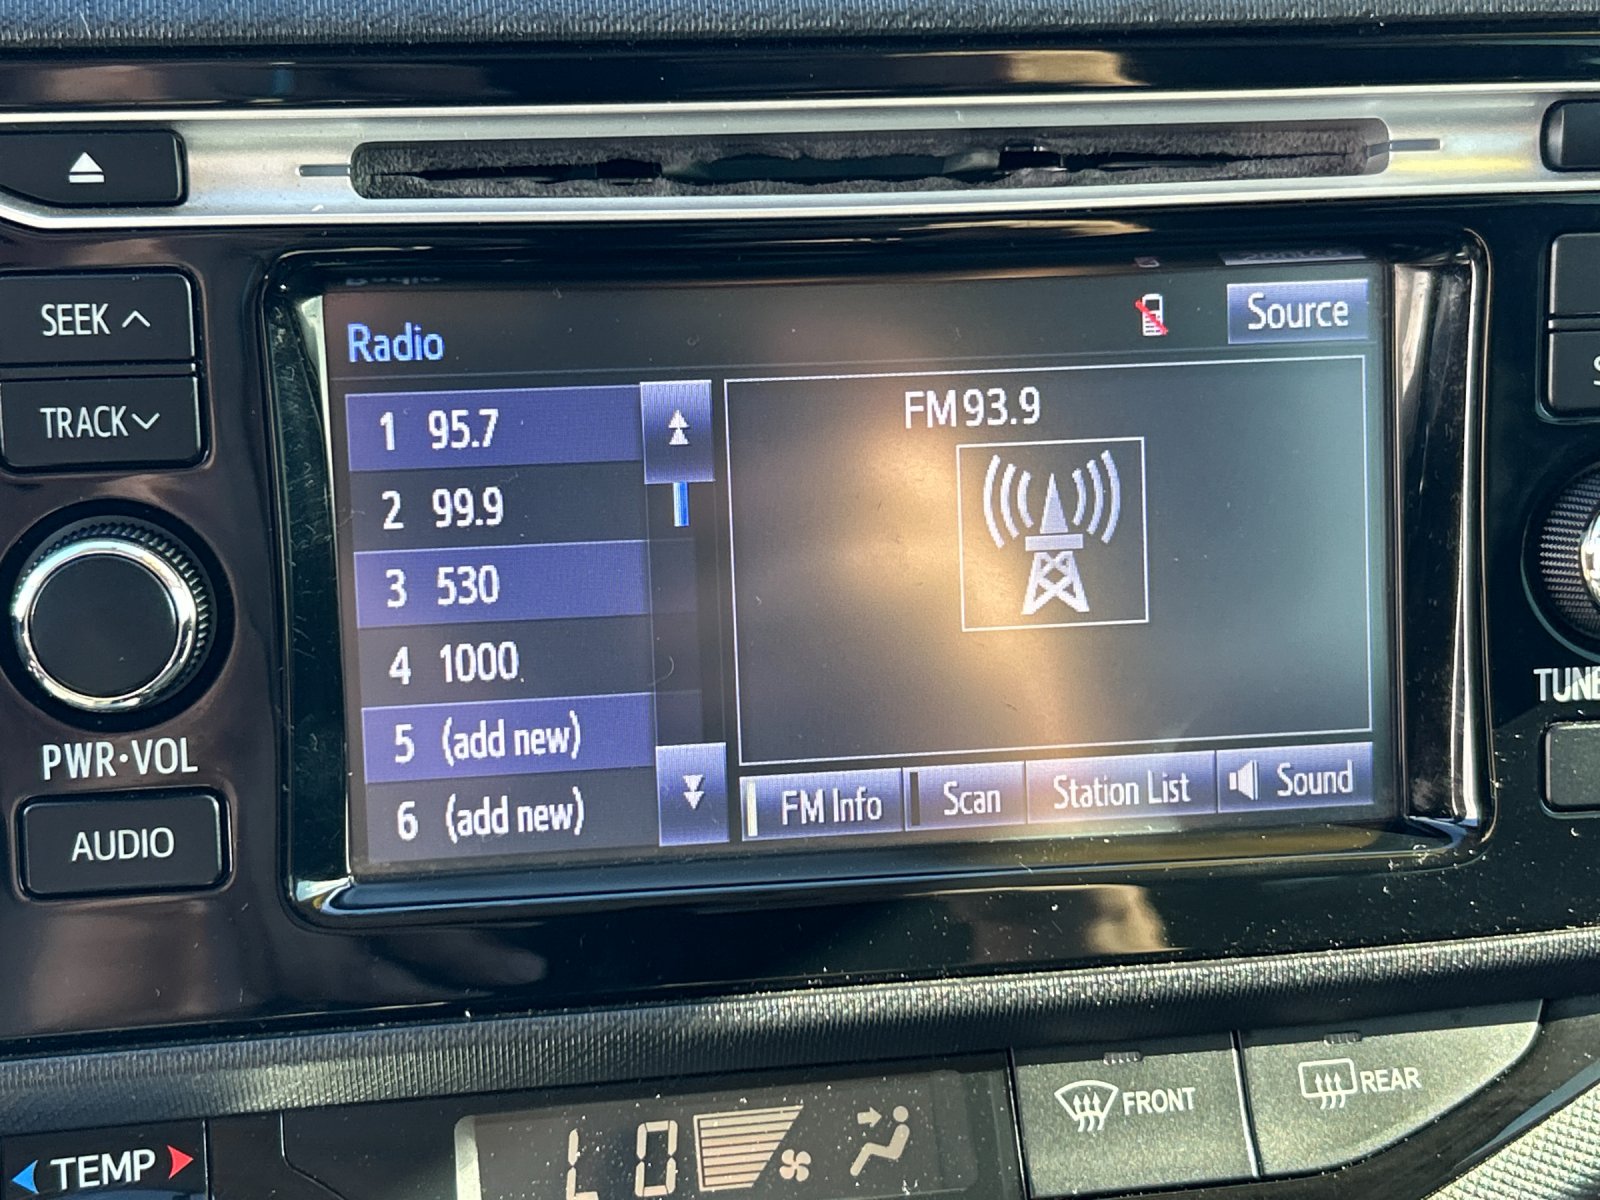 SEEK
TRACK
PWR·VOL
AUDIO
Radio
Source
1 95.7
2 99.9
3 530
4 1000
5 (add new)
6 (add new)
FM 93.9
FM Info
Scan
Station List
Sound
TUNE
TEMP
LO
FRONT
REAR